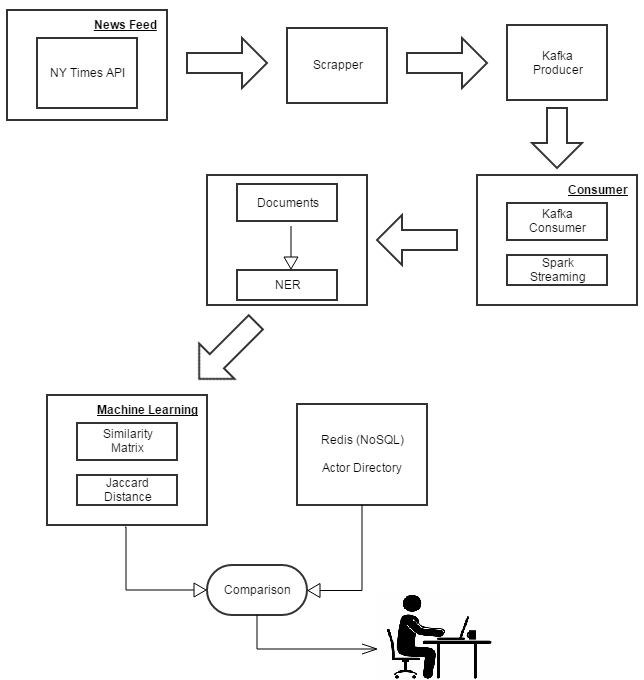 News Feed
NY Times API
Scrapper
Kafka
Producer
Consumer
Kafka
Consumer
Spark
Streaming
Documents
NER
Machine Learning
Similarity
Matrix
Jaccard
Distance
Redis (NoSQL)
Actor Directory
Comparison